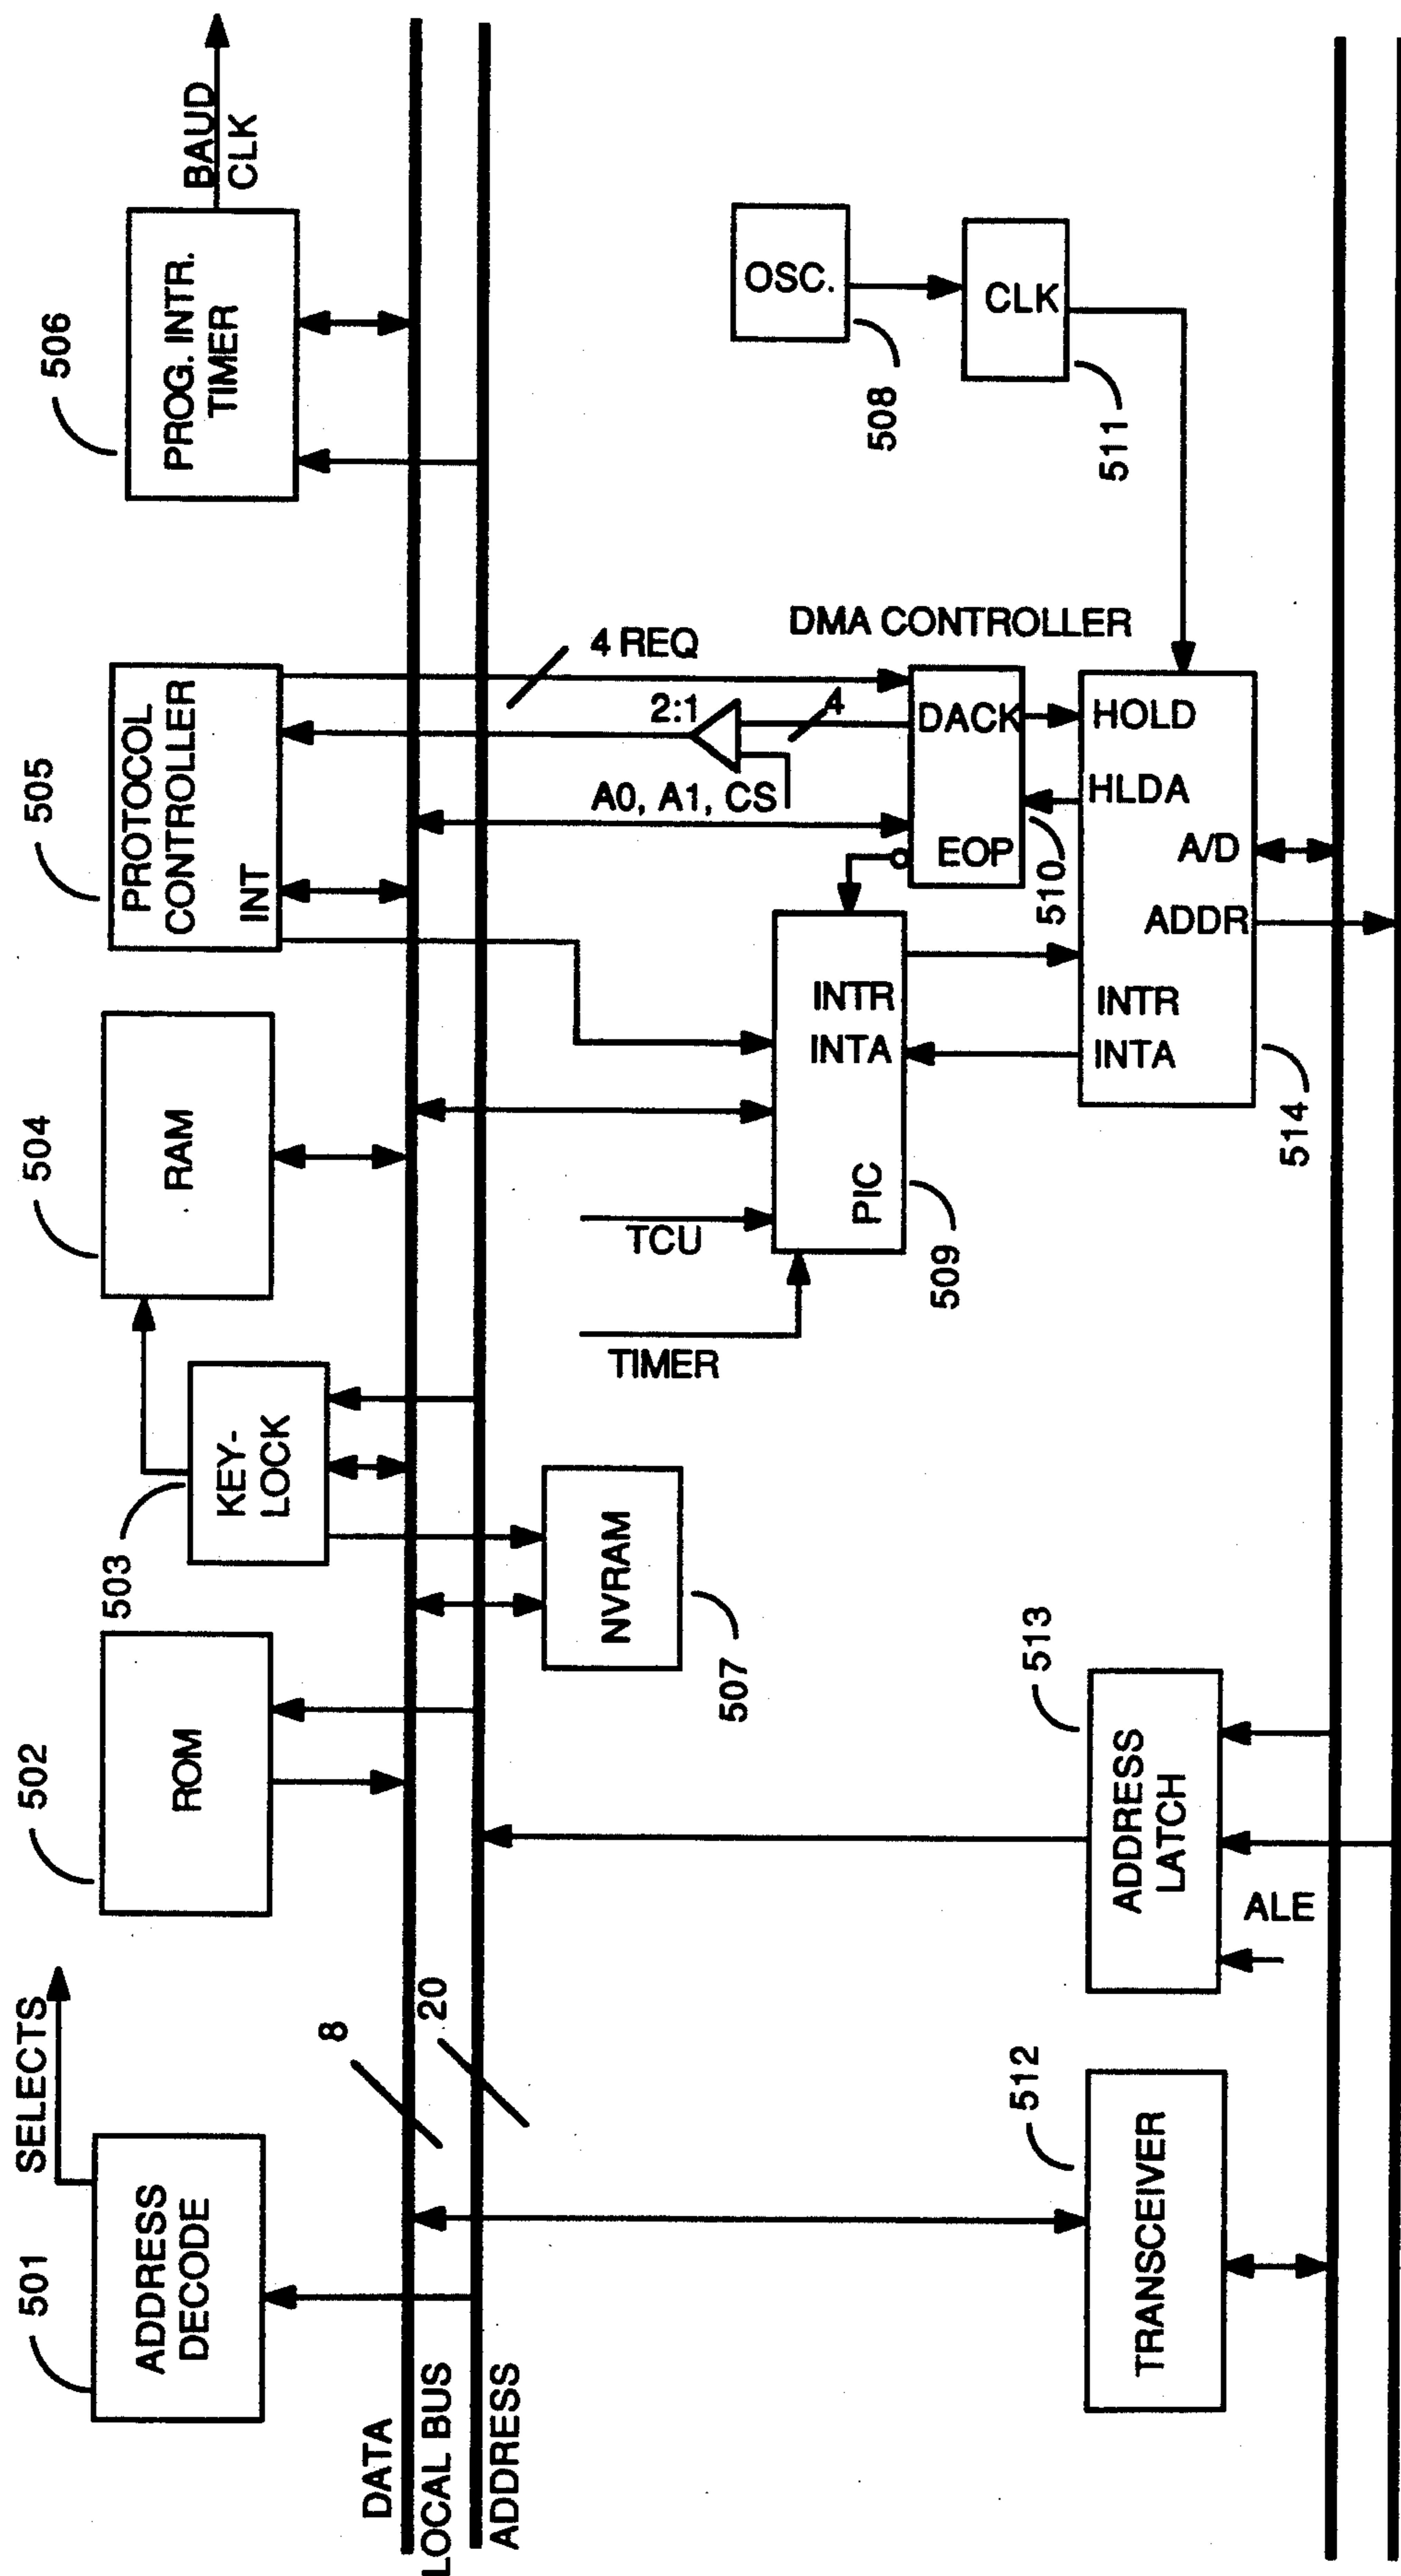 501
ADDRESS
DECODE
SELECTS
502
ROM
503
KEY-
LOCK
504
RAM
505
PROTOCOL
CONTROLLER
INT
506
PROG. INTR.
TIMER
BAUD
CLK
DATA
LOCAL BUS
ADDRESS
8
20
NVRAM
507
TIMER
TCU
A0, A1, CS
2:1
4
4 REQ
DMA CONTROLLER
OSC.
508
CLK
511
PIC
INTR
INTA
509
DACK
EOP
510
HOLD
HLDA
A/D
ADDR
INTR
INTA
514
512
TRANSCEIVER
513
ADDRESS
LATCH
ALE